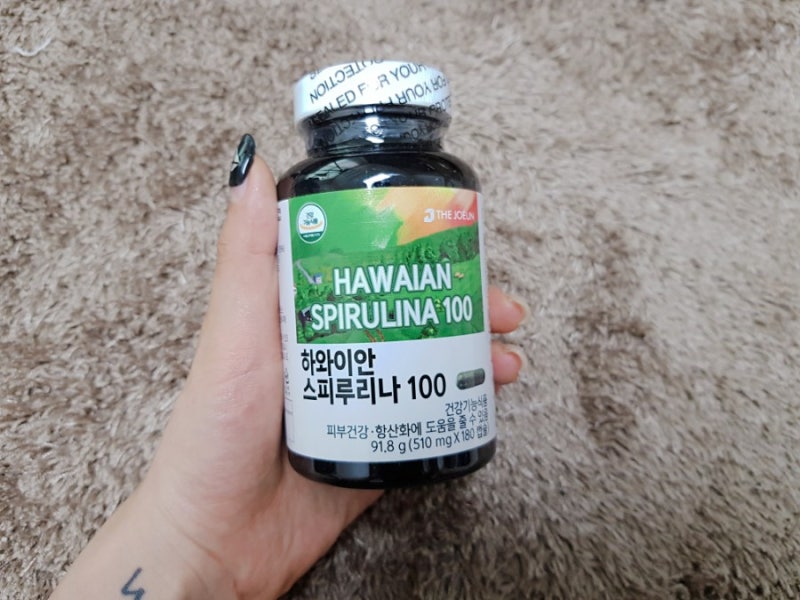 SEALED FOR YOUR PROTECTION
THE JOEUN
HAWAIAN
SPIRULINA 100
하와이안
스피루리나 100
건강기능식품
피부건강·항산화에 도움을 줄 수 있음
91.8 g (510 mg X 180 캡슐)